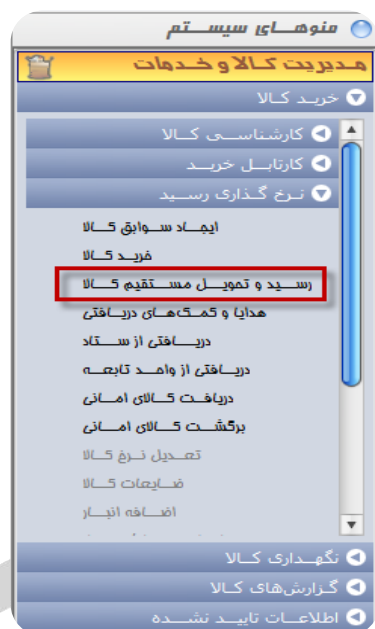 منوهای سیستم
مدیریت کالا و خدمات
خرید کالا
کارشناسی کالا
کارتابل خرید
نرخ گذاری رسید
ایجاد سوابق کالا
خرید کالا
رسید و تحویل مستقیم کالا
هدایا و کمک‌های دریافتی
دریافتی از ستاد
دریافتی از واحد تابعه
دریافت کالای امانی
برگشت کالای امانی
تعدیل نرخ کالا
ضایعات کالا
اضافه انبار
نگهداری کالا
گزارش‌های کالا
اطلاعات تایید نشده